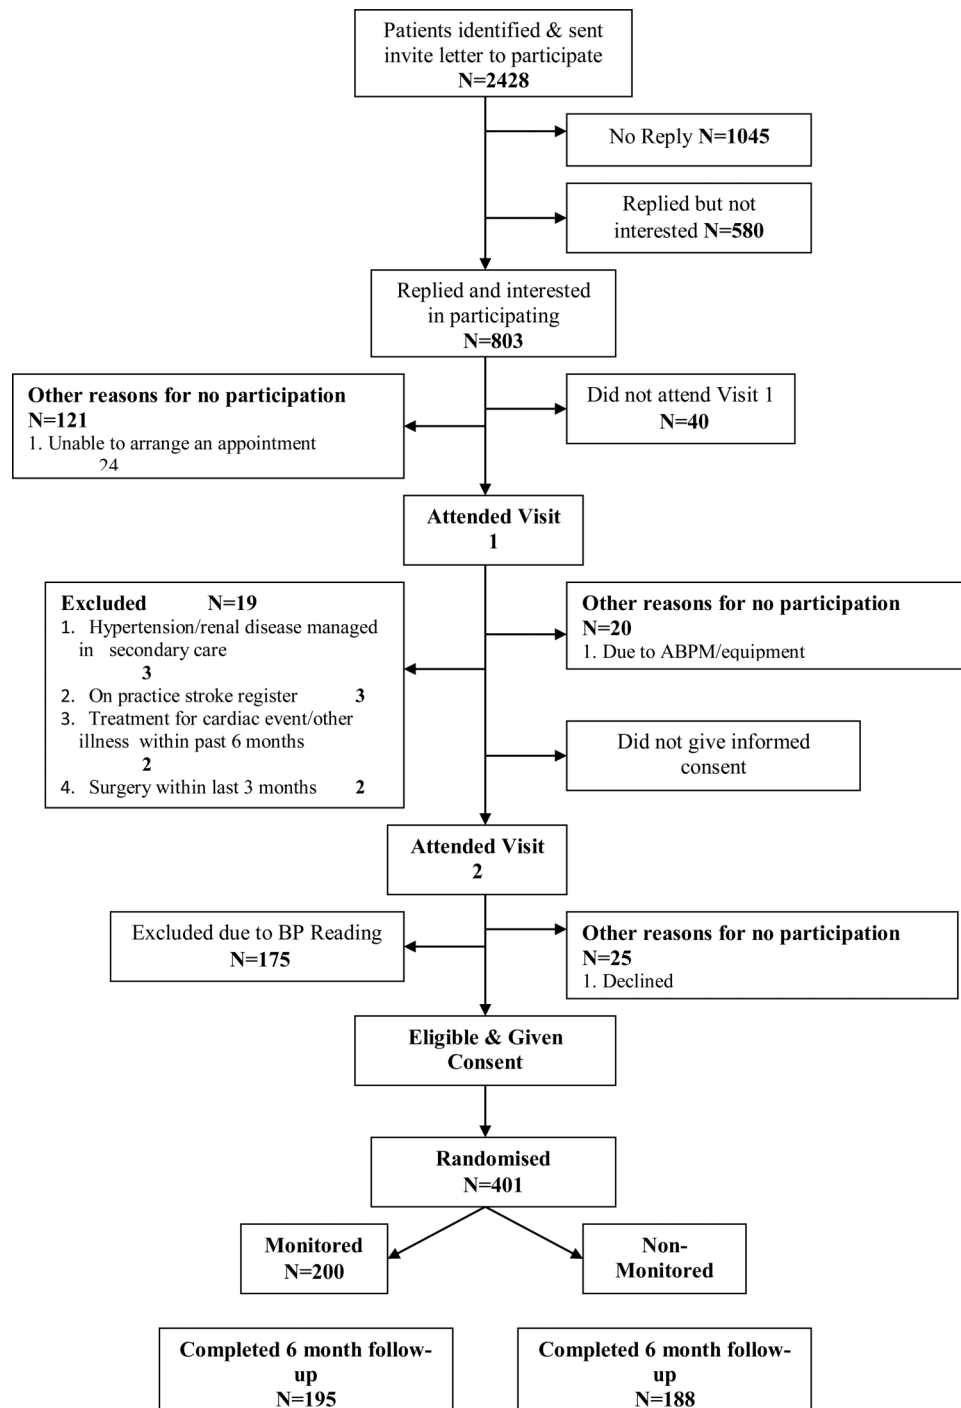 Patients identified & sent
invite letter to participate
N=2428
No Reply N=1045
Replied but not
interested N=580
Replied and interested
in participating
N=803
Other reasons for no participation
N=121
1. Unable to arrange an appointment
24
Did not attend Visit 1
N=40
Attended Visit
1
Excluded N=19
1. Hypertension/renal disease managed
in secondary care
3
2. On practice stroke register 3
3. Treatment for cardiac event/other
illness within past 6 months
2
4. Surgery within last 3 months 2
Other reasons for no participation
N=20
1. Due to ABPM/equipment
Did not give informed
consent
Attended Visit
2
Excluded due to BP Reading
N=175
Other reasons for no participation
N=25
1. Declined
Eligible & Given
Consent
Randomised
N=401
Monitored
N=200
Non-
Monitored
Completed 6 month follow-
up
N=195
Completed 6 month follow-
up
N=188